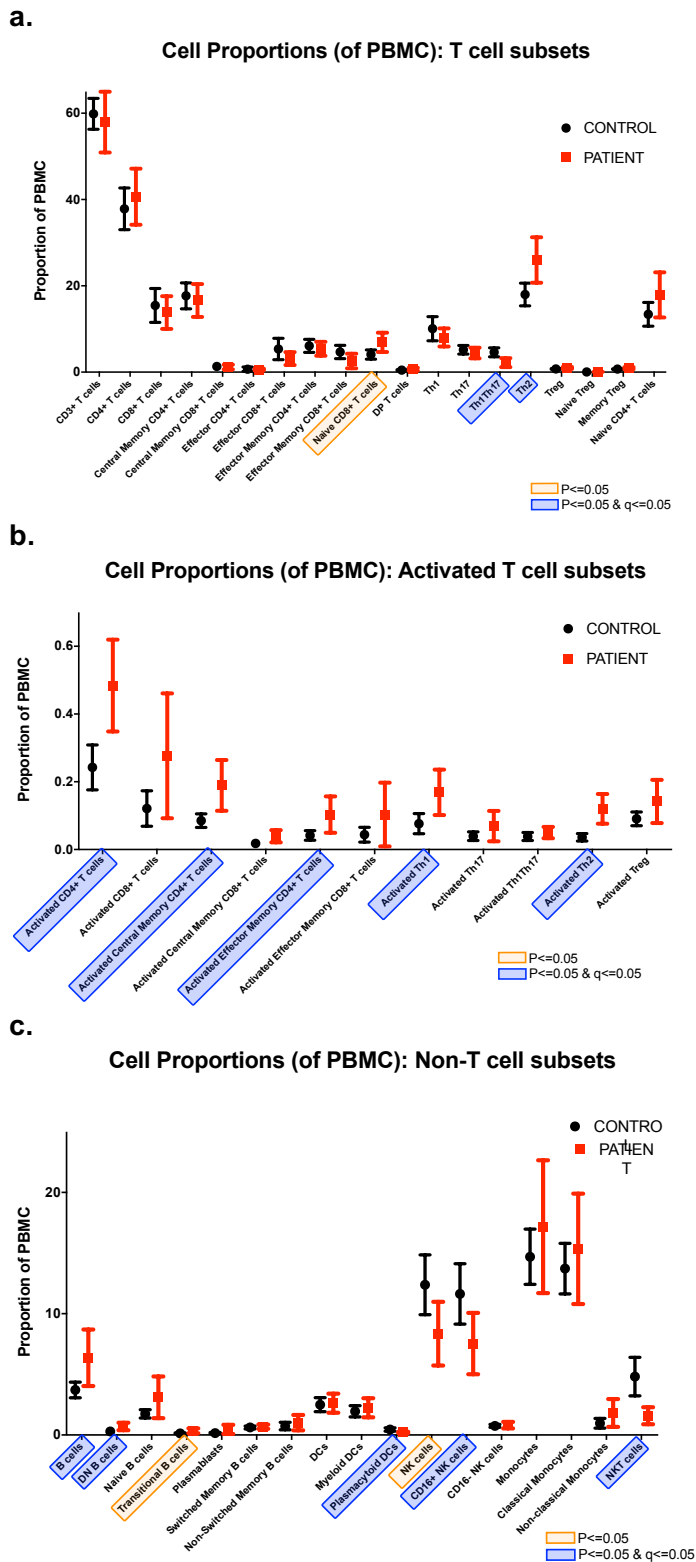 a.
Cell Proportions (of PBMC): T cell subsets
Proportion of PBMC
60
40
20
0
CONTROL
PATIENT
CD3+ T cells
CD4+ T cells
CD8+ T cells
Central Memory CD4+ T cells
Central Memory CD8+ T cells
Effector CD4+ T cells
Effector CD8+ T cells
Effector Memory CD4+ T cells
Effector Memory CD8+ T cells
Naive CD8+ T cells
DP T cells
Th1
Th17
Th1Th17
Th2
Treg
Naive Treg
Memory Treg
Naive CD4+ T cells
P<=0.05
P<=0.05 & q<=0.05
b.
Cell Proportions (of PBMC): Activated T cell subsets
Proportion of PBMC
0.6
0.4
0.2
0.0
CONTROL
PATIENT
Activated CD4+ T cells
Activated CD8+ T cells
Activated Central Memory CD4+ T cells
Activated Central Memory CD8+ T cells
Activated Effector Memory CD4+ T cells
Activated Effector Memory CD8+ T cells
Activated Th1
Activated Th17
Activated Th1Th17
Activated Th2
Activated Treg
P<=0.05
P<=0.05 & q<=0.05
c.
Cell Proportions (of PBMC): Non-T cell subsets
Proportion of PBMC
20
10
0
CONTRO
L
PATIEN
T
B cells
DN B cells
Naive B cells
Transitional B cells
Plasmablasts
Switched Memory B cells
Non-Switched Memory B cells
DCs
Myeloid DCs
Plasmacytoid DCs
NK cells
CD16+ NK cells
CD16- NK cells
Monocytes
Classical Monocytes
Non-classical Monocytes
NKT cells
P<=0.05
P<=0.05 & q<=0.05